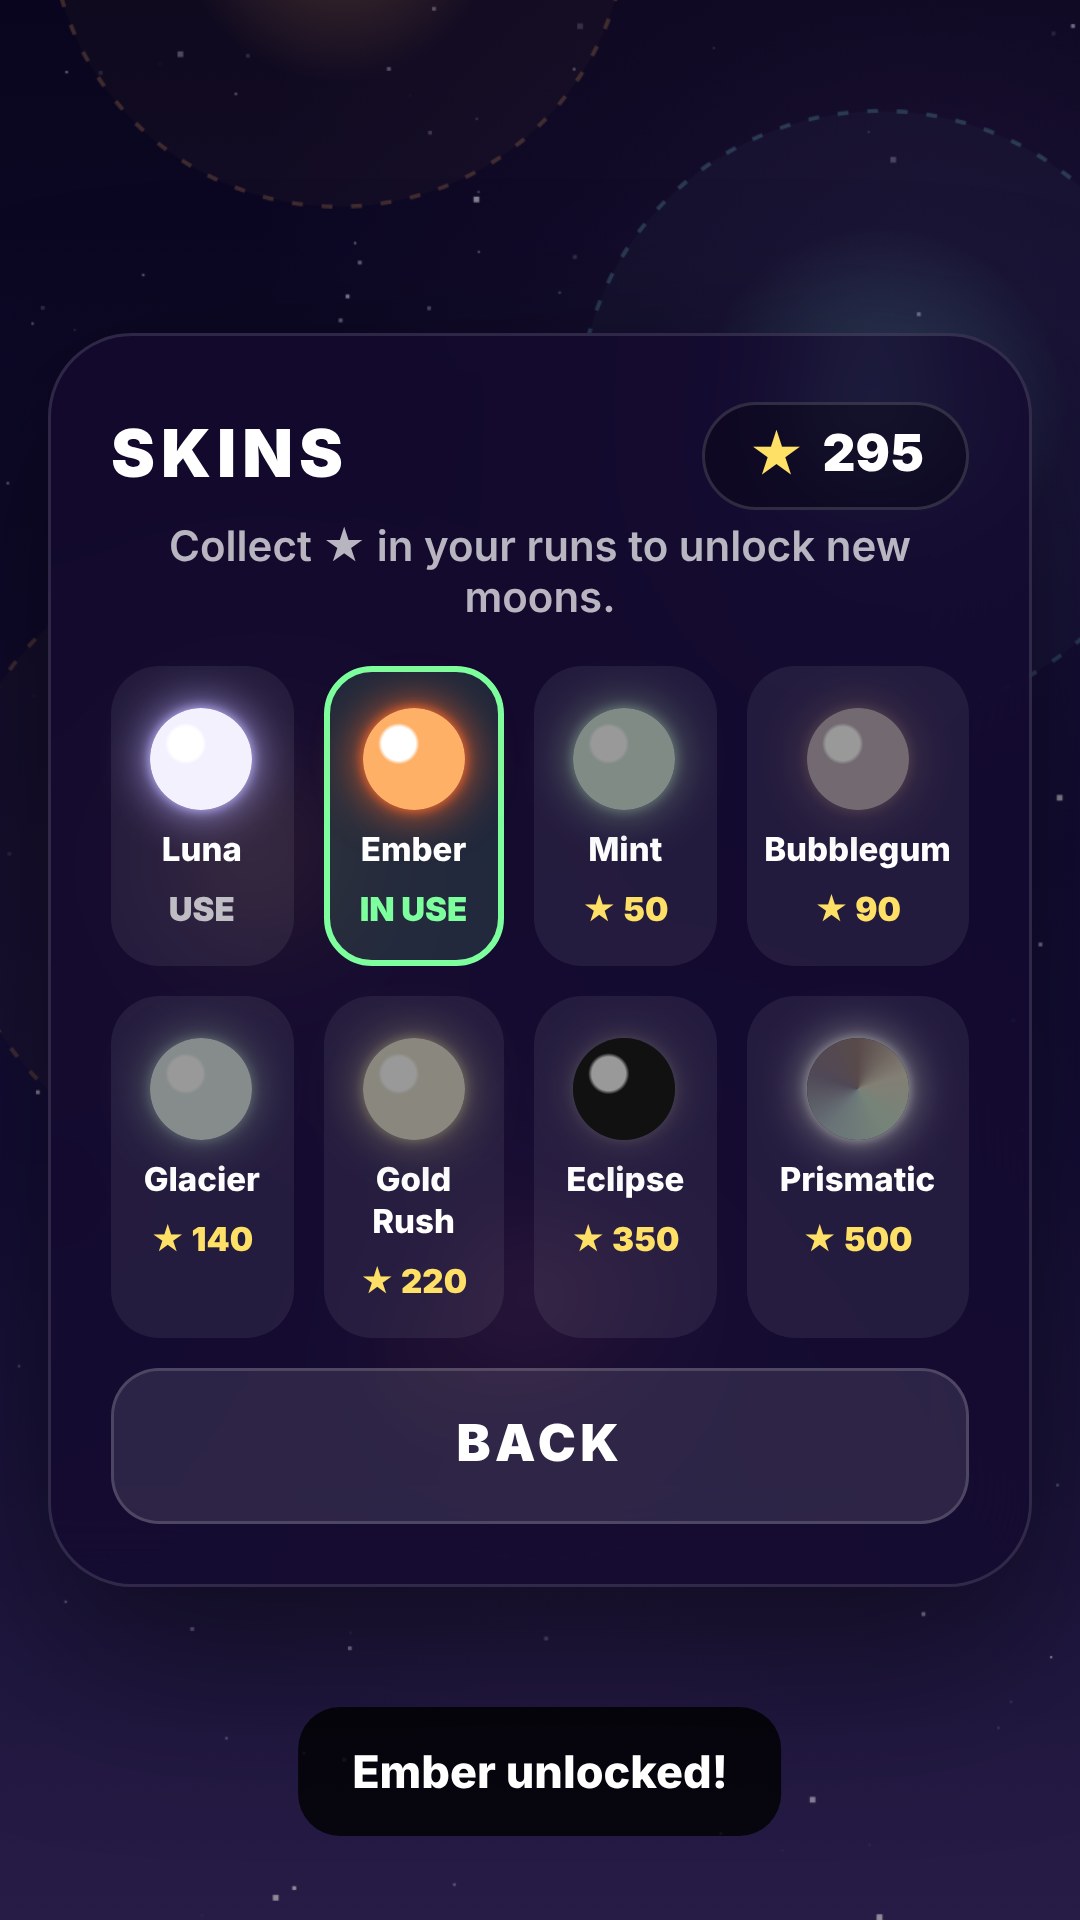 SKINS
★ 295
Collect ★ in your runs to unlock new
moons.
Luna
USE
Ember
IN USE
Mint
★ 50
Bubblegum
★ 90
Glacier
★ 140
Gold
Rush
★ 220
Eclipse
★ 350
Prismatic
★ 500
BACK
Ember unlocked!